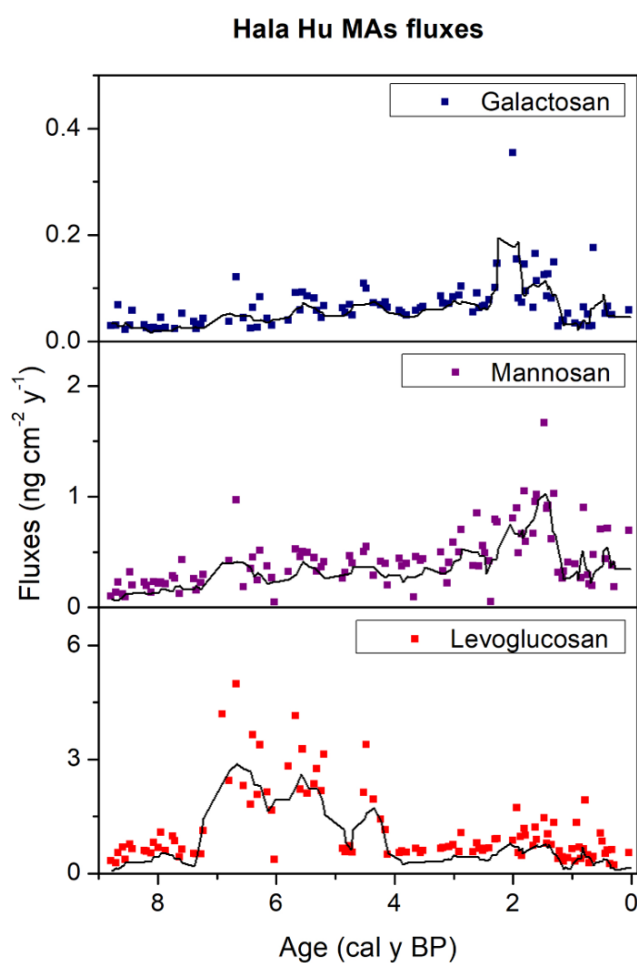 Hala Hu MAs fluxes
Galactosan
0.4
0.2
0.0
Mannosan
2
1
0
Levoglucosan
6
3
0
8 6 4 2 0
Fluxes (ng cm⁻² y⁻¹)
Age (cal y BP)